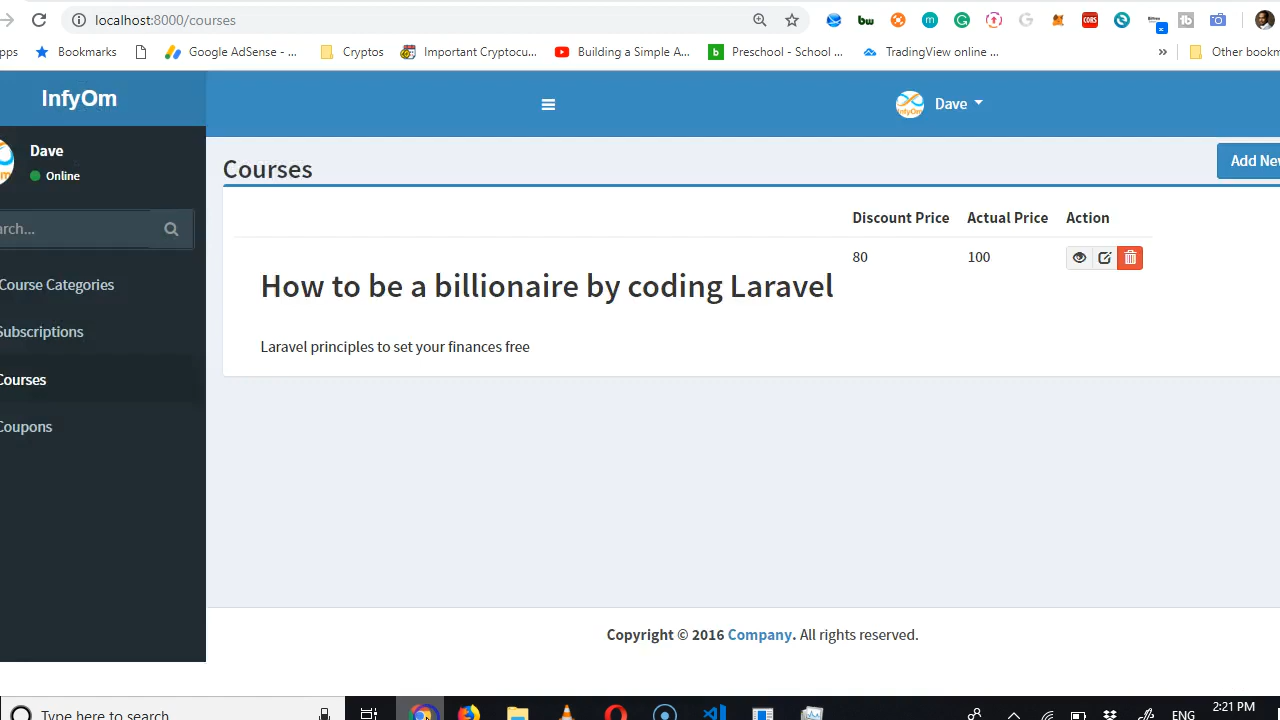 localhost:8000/courses
pps Bookmarks Google AdSense - ... Cryptos Important Cryptocu... Building a Simple A... Preschool - School ... TradingView online ... » Other bookm
InfyOm
Dave
Dave
Online
Courses
Add Nev
arch...
Discount Price Actual Price Action
80 100
How to be a billionaire by coding Laravel
Laravel principles to set your finances free
Course Categories
Subscriptions
Courses
Coupons
Copyright © 2016 Company. All rights reserved.
Type here to search
ENG
2:21 PM